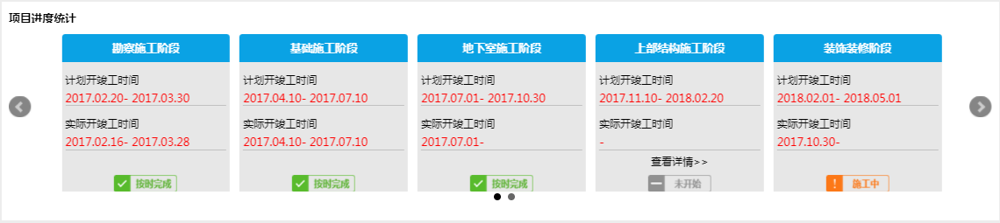 项目进度统计
勘察施工阶段
计划开竣工时间
2017.02.20- 2017.03.30
实际开竣工时间
2017.02.16- 2017.03.28
按时完成
基础施工阶段
计划开竣工时间
2017.04.10- 2017.07.10
实际开竣工时间
2017.04.10- 2017.07.10
按时完成
地下室施工阶段
计划开竣工时间
2017.07.01- 2017.10.30
实际开竣工时间
2017.07.01-
按时完成
上部结构施工阶段
计划开竣工时间
2017.11.10- 2018.02.20
实际开竣工时间
-
查看详情>>
未开始
装饰装修阶段
计划开竣工时间
2018.02.01- 2018.05.01
实际开竣工时间
2017.10.30-
施工中